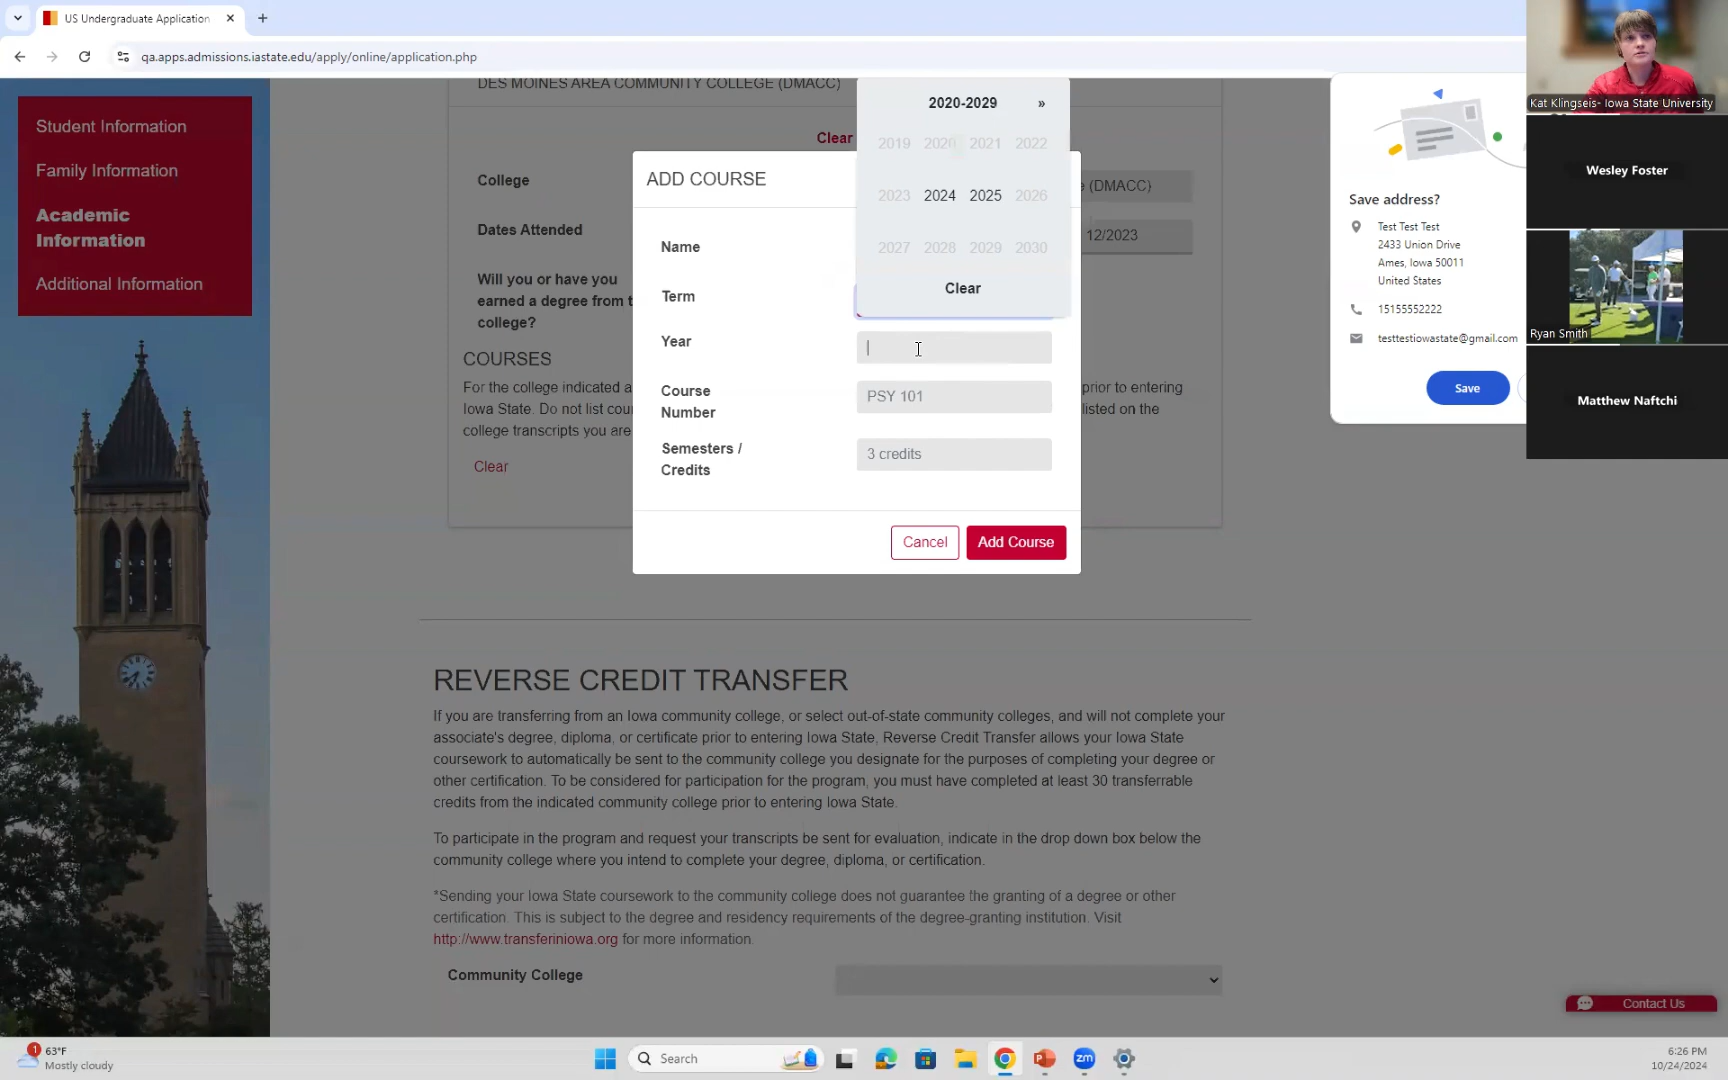 US Undergraduate Application
qa.apps.admissions.iastate.edu/apply/online/application.php
Student Information
Family Information
Academic
Information
Additional Information
DES MOINES AREA COMMUNITY COLLEGE (DMACC)
Clear
College
(DMACC)
Dates Attended
12/2023
Will you or have you
earned a degree from
college?
COURSES
For the college indicated
prior to entering
Iowa State. Do not list
listed on the
college transcripts you are
Clear
ADD COURSE
Name
Term
Year
Course
Number
PSY 101
Semesters /
Credits
3 credits
Cancel
Add Course
2020-2029 »
2019 2020 2021 2022
2023 2024 2025 2026
2027 2028 2029 2030
Clear
REVERSE CREDIT TRANSFER
If you are transferring from an Iowa community college, or select out-of-state community colleges, and will not complete your
associate's degree, diploma, or certificate prior to entering Iowa State, Reverse Credit Transfer allows your Iowa State
coursework to automatically be sent to the community college you designate for the purposes of completing your degree or
other certification. To be considered for participation for the program, you must have completed at least 30 transferrable
credits from the indicated community college prior to entering Iowa State.
To participate in the program and request your transcripts be sent for evaluation, indicate in the drop down box below the
community college where you intend to complete your degree, diploma, or certification.
*Sending your Iowa State coursework to the community college does not guarantee the granting of a degree or other
certification. This is subject to the degree and residency requirements of the degree-granting institution. Visit
http://www.transferiniowa.org for more information.
Community College
Save address?
Test Test Test
2433 Union Drive
Ames, Iowa 50011
United States
15155552222
testtestiowastate@gmail.com
Save
Kat Klingseis- Iowa State University
Wesley Foster
Ryan Smith
Matthew Naftchi
Contact Us
1
63°F
Mostly cloudy
Search
zm
6:26 PM
10/24/2024